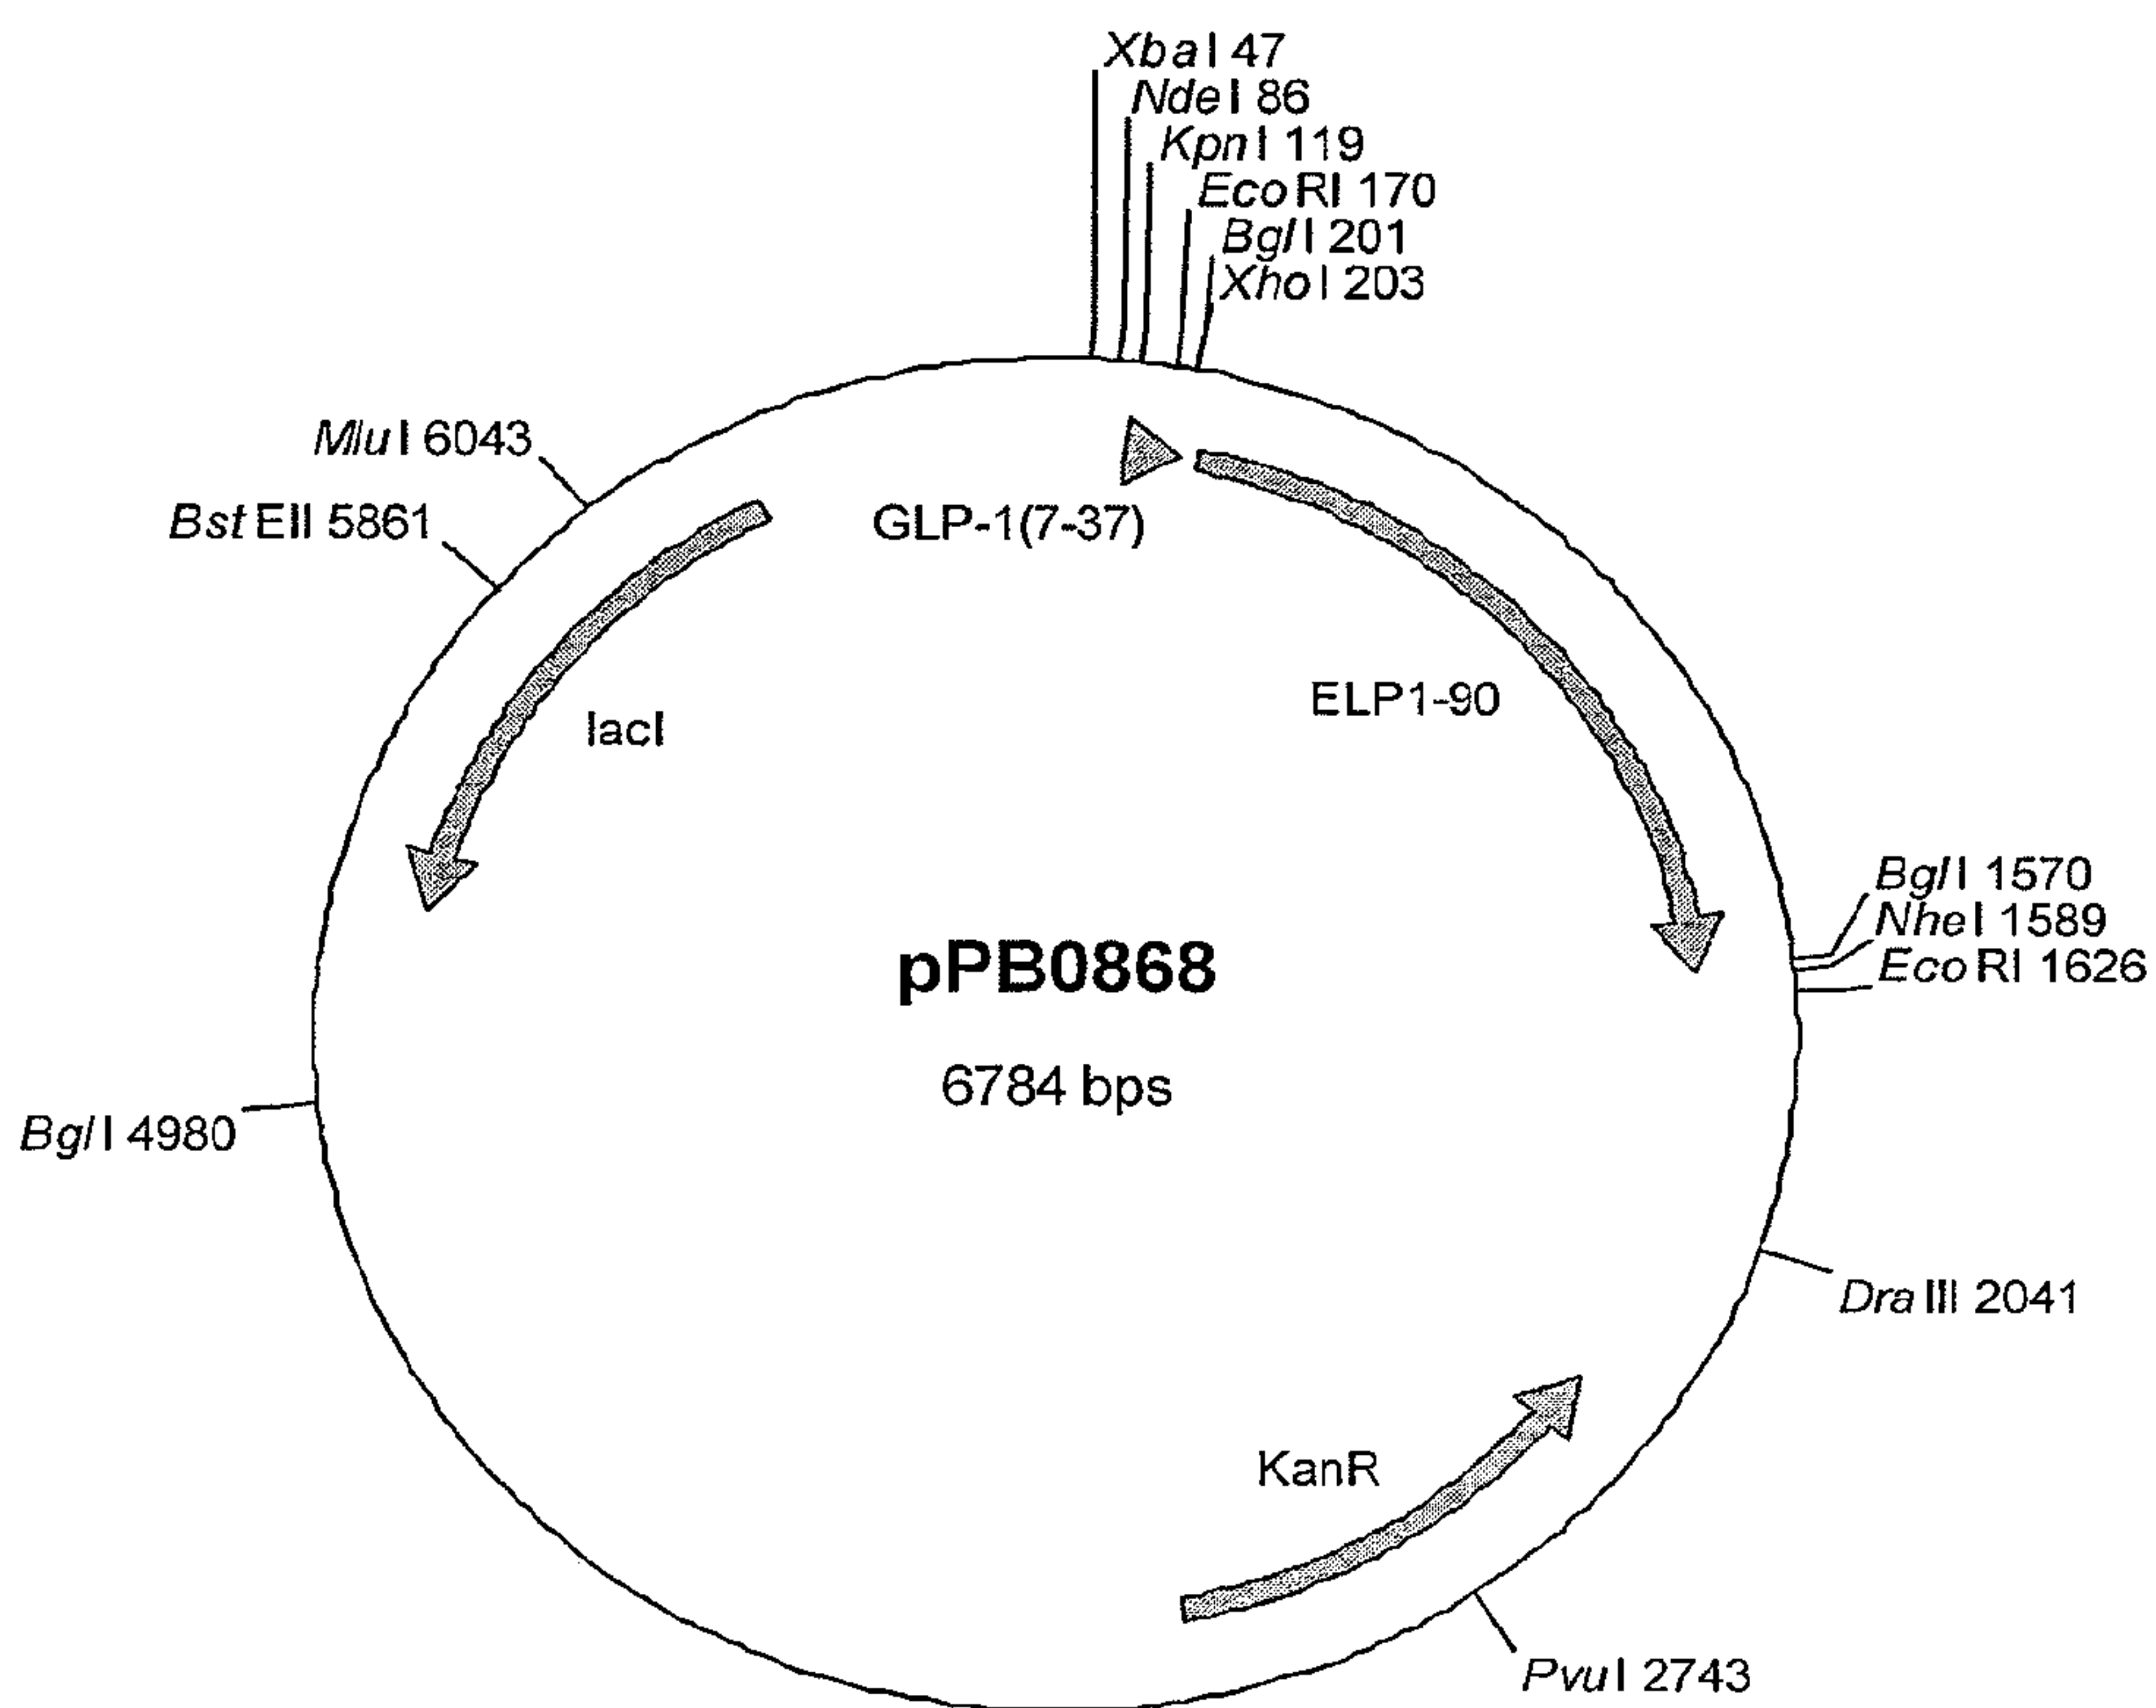 XbaI 47
NdeI 86
KpnI 119
EcoRI 170
BglI 201
XhoI 203
MluI 6043
BstEII 5861
GLP-1(7-37)
ELP1-90
lacI
BglI 1570
NheI 1589
EcoRI 1626
pPB0868
6784 bps
BglI 4980
DraIII 2041
KanR
PvuI 2743